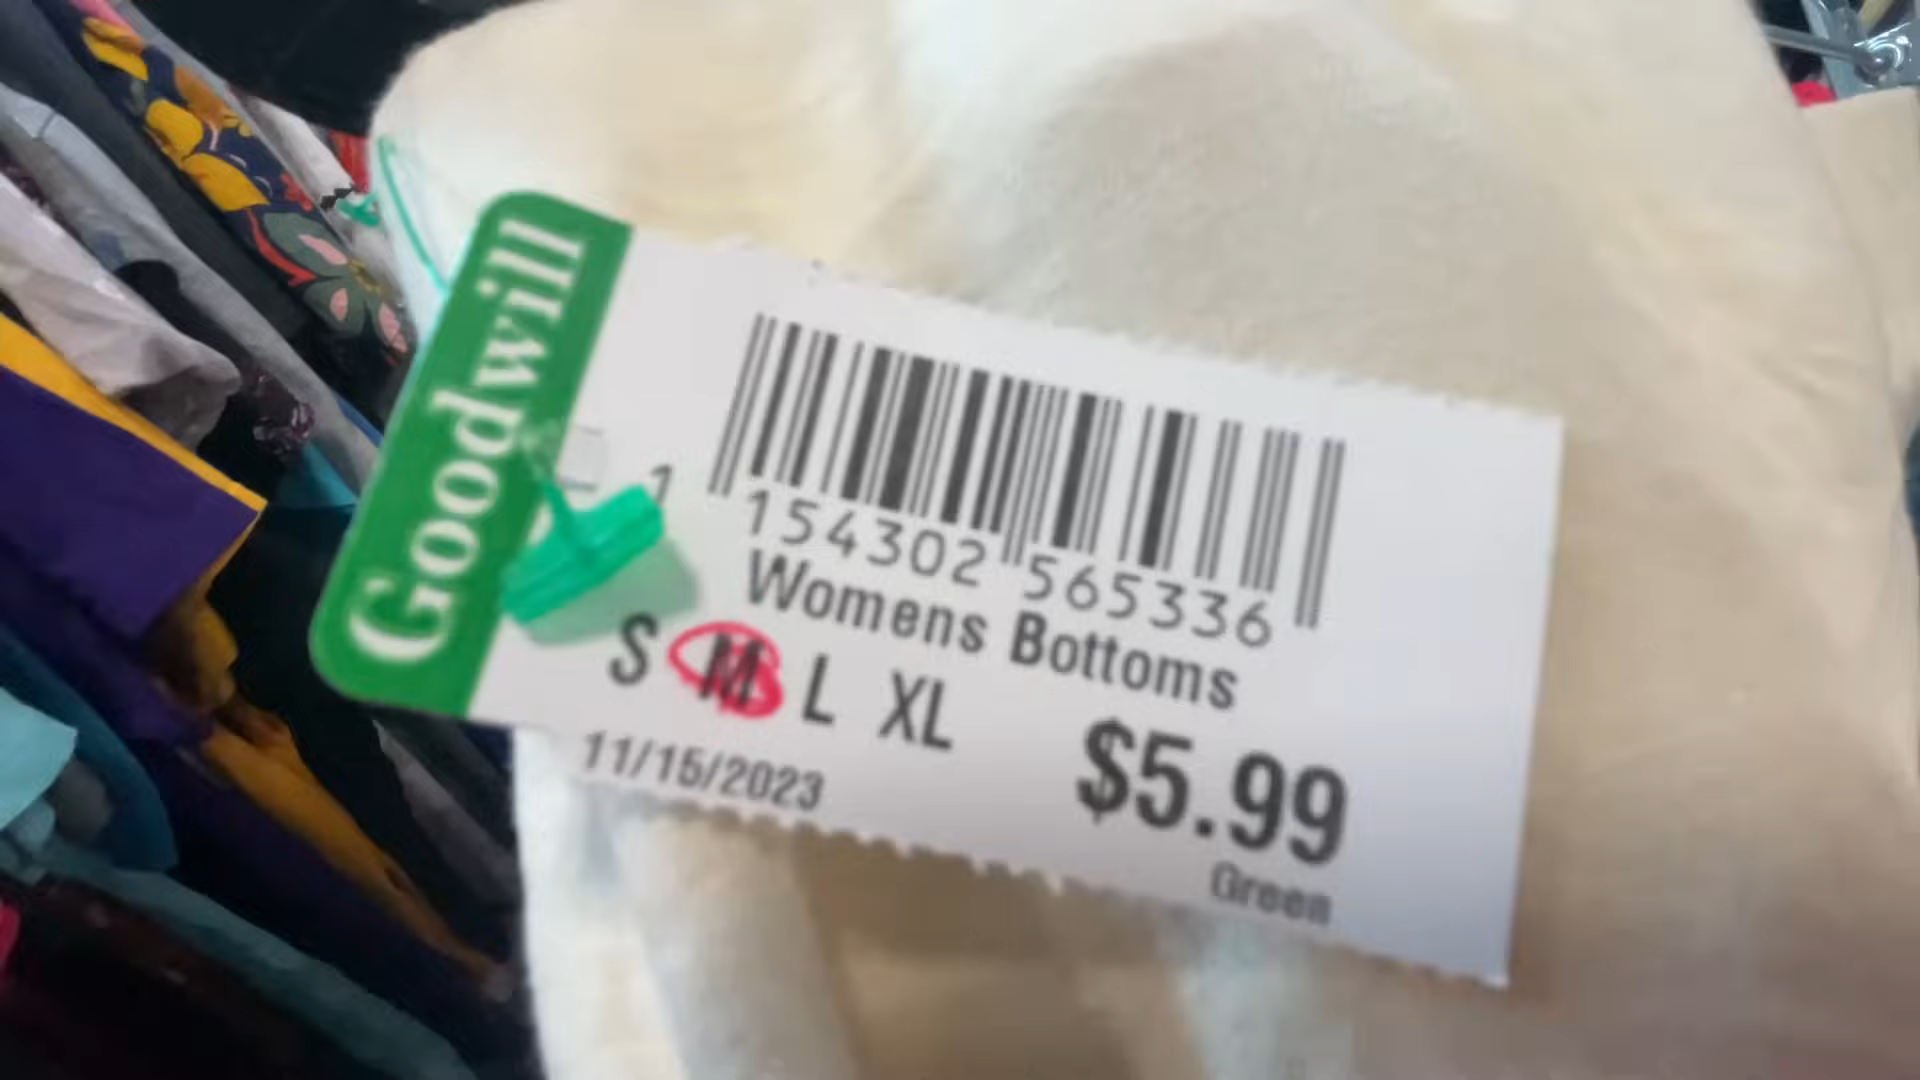 Goodwill
1
154302 565336
Womens Bottoms
S M L XL
11/15/2023
$5.99
Green